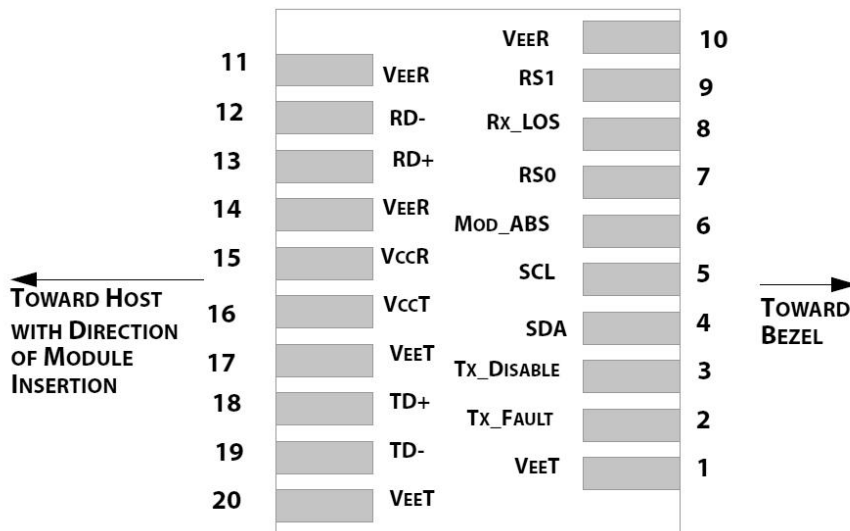 11 VEER
12 RD-
13 RD+
14 VEER
15 VCCR
16 VCCT
17 VEET
18 TD+
19 TD-
20 VEET
VEER 10
RS1 9
RX_LOS 8
RS0 7
MOD_ABS 6
SCL 5
SDA 4
TX_DISABLE 3
TX_FAULT 2
VEET 1
TOWARD HOST
WITH DIRECTION
OF MODULE
INSERTION
TOWARD
BEZEL